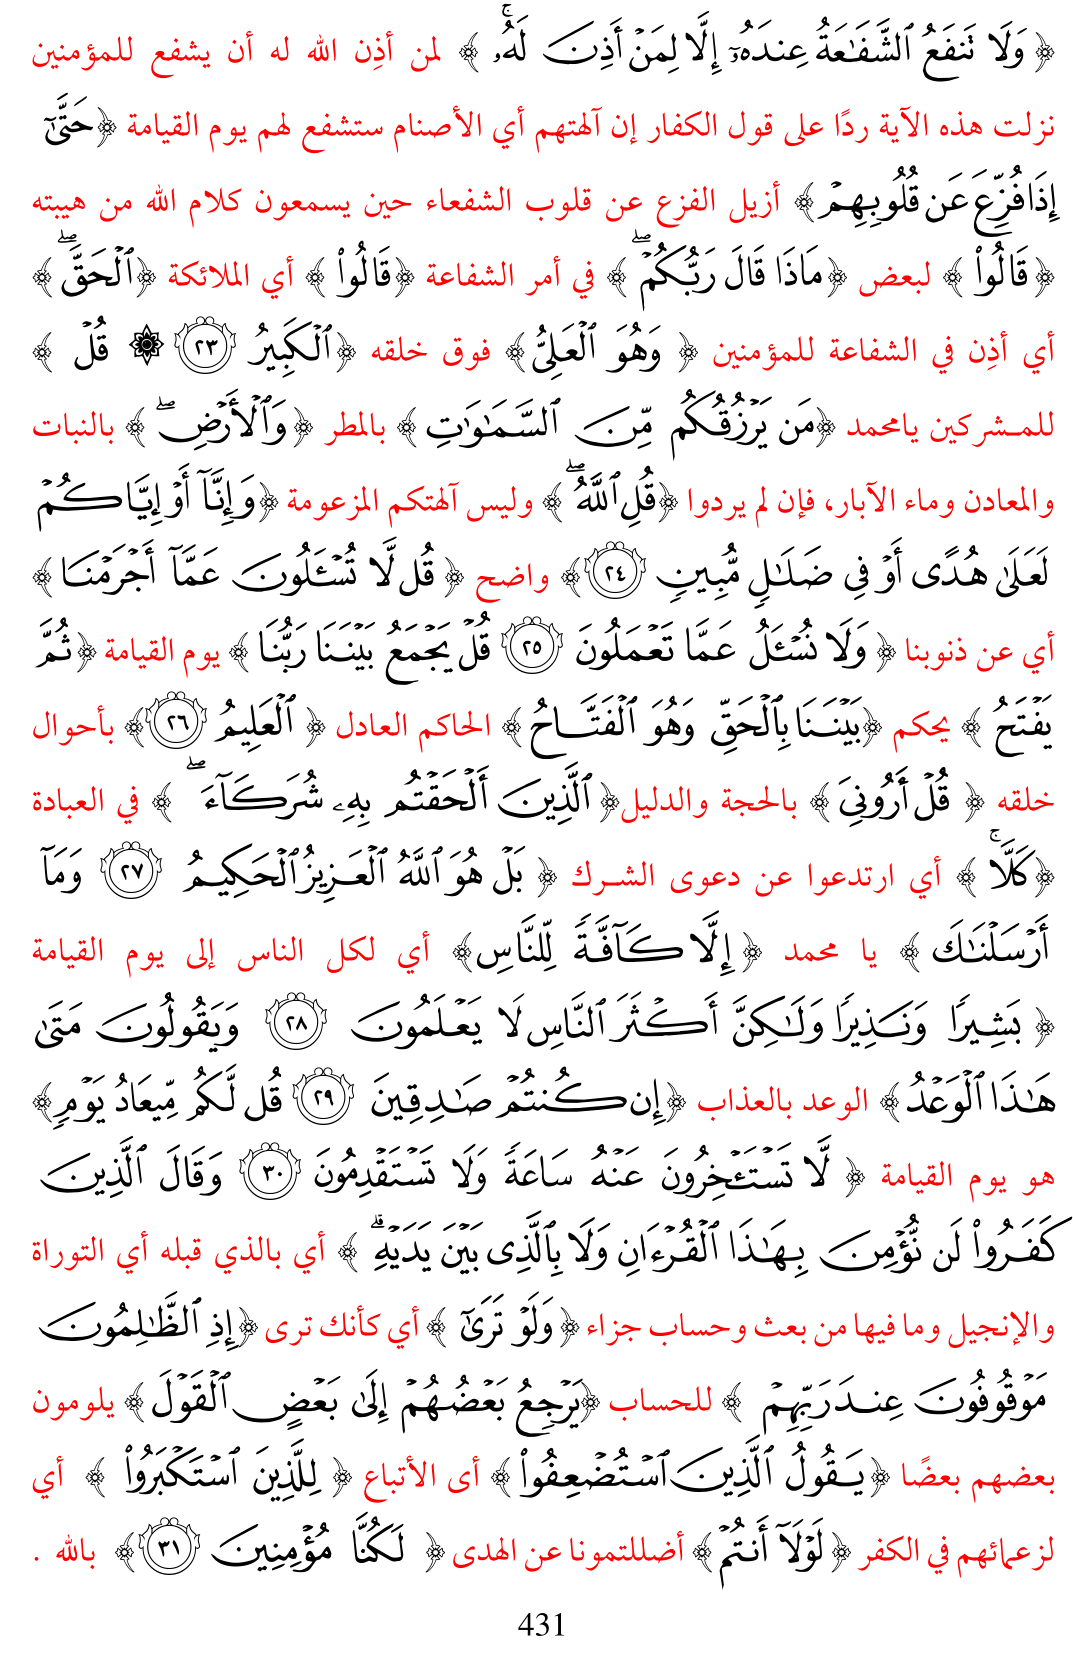 ﴿ وَلَا تَنفَعُ ٱلشَّفَـٰعَةُ عِندَهُۥٓ إِلَّا لِمَنْ أَذِنَ لَهُۥۚ ﴾ لمن أذِن الله له أن يشفع للمؤمنين
نزلت هذه الآية ردًا على قول الكفار إن آلهتهم أي الأصنام ستشفع لهم يوم القيامة ﴿حَتَّىٰٓ
إِذَا فُزِّعَ عَن قُلُوبِهِمْ﴾ أزيل الفزع عن قلوب الشفعاء حين يسمعون كلام الله من هيبته
﴿قَالُوا۟ ﴾ لبعض ﴿مَاذَا قَالَ رَبُّكُمْۖ﴾ في أمر الشفاعة ﴿قَالُوا۟ ﴾ أي الملائكة ﴿ٱلْحَقَّۖ﴾
أي أذِن في الشفاعة للمؤمنين ﴿ وَهُوَ ٱلْعَلِىُّ﴾ فوق خلقه ﴿ٱلْكَبِيرُ ٢٣ ۞ قُلْ ﴾
للمشركين يامحمد ﴿مَن يَرْزُقُكُم مِّنَ ٱلسَّمَـٰوَٰتِ﴾ بالمطر ﴿وَٱلْأَرْضِۖ﴾ بالنبات
والمعادن وماء الآبار، فإن لم يردوا ﴿قُلِ ٱللَّهُۖ﴾ وليس آلهتكم المزعومة ﴿وَإِنَّآ أَوْ إِيَّاكُمْ
لَعَلَىٰ هُدًى أَوْ فِى ضَلَـٰلٍ مُّبِينٍ ٢٤﴾ واضح ﴿ قُل لَّا تُسْـَٔلُونَ عَمَّآ أَجْرَمْنَا﴾
أي عن ذنوبنا ﴿ وَلَا نُسْـَٔلُ عَمَّا تَعْمَلُونَ ٢٥ قُلْ يَجْمَعُ بَيْنَنَا رَبُّنَا﴾ يوم القيامة ﴿ثُمَّ
يَفْتَحُ ﴾ يحكم ﴿بَيْنَنَا بِٱلْحَقِّ وَهُوَ ٱلْفَتَّاحُ﴾ الحاكم العادل ﴿ ٱلْعَلِيمُ ٢٦﴾ بأحوال
خلقه ﴿ قُلْ أَرُونِىَ ﴾ بالحجة والدليل﴿ ٱلَّذِينَ أَلْحَقْتُم بِهِۦ شُرَكَآءَۖ ﴾ في العبادة
﴿كَلَّاۚ ﴾ أي ارتدعوا عن دعوى الشرك ﴿ بَلْ هُوَ ٱللَّهُ ٱلْعَزِيزُ ٱلْحَكِيمُ ٢٧ وَمَآ
أَرْسَلْنَـٰكَ ﴾ يا محمد ﴿ إِلَّا كَآفَّةً لِّلنَّاسِ﴾ أي لكل الناس إلى يوم القيامة
﴿ بَشِيرًا وَنَذِيرًا وَلَـٰكِنَّ أَكْثَرَ ٱلنَّاسِ لَا يَعْلَمُونَ ٢٨ وَيَقُولُونَ مَتَىٰ
هَـٰذَا ٱلْوَعْدُ﴾ الوعد بالعذاب ﴿إِن كُنتُمْ صَـٰدِقِينَ ٢٩ قُل لَّكُم مِّيعَادُ يَوْمٍ﴾
هو يوم القيامة ﴿ لَّا تَسْتَـْٔخِرُونَ عَنْهُ سَاعَةً وَلَا تَسْتَقْدِمُونَ ٣٠ وَقَالَ ٱلَّذِينَ
كَفَرُوا۟ لَن نُّؤْمِنَ بِهَـٰذَا ٱلْقُرْءَانِ وَلَا بِٱلَّذِى بَيْنَ يَدَيْهِۗ ﴾ أي بالذي قبله أي التوراة
والإنجيل وما فيها من بعث وحساب جزاء ﴿وَلَوْ تَرَىٰٓ ﴾ أي كأنك ترى ﴿إِذِ ٱلظَّـٰلِمُونَ
مَوْقُوفُونَ عِندَ رَبِّهِمْ ﴾ للحساب ﴿يَرْجِعُ بَعْضُهُمْ إِلَىٰ بَعْضٍ ٱلْقَوْلَ﴾ يلومون
بعضهم بعضًا ﴿يَقُولُ ٱلَّذِينَ ٱسْتُضْعِفُوا۟﴾ أى الأتباع ﴿ لِلَّذِينَ ٱسْتَكْبَرُوا۟ ﴾ أي
لزعمائهم في الكفر ﴿لَوْلَآ أَنتُمْ﴾ أضللتمونا عن الهدى ﴿ لَكُنَّا مُؤْمِنِينَ ٣١﴾ بالله .
431